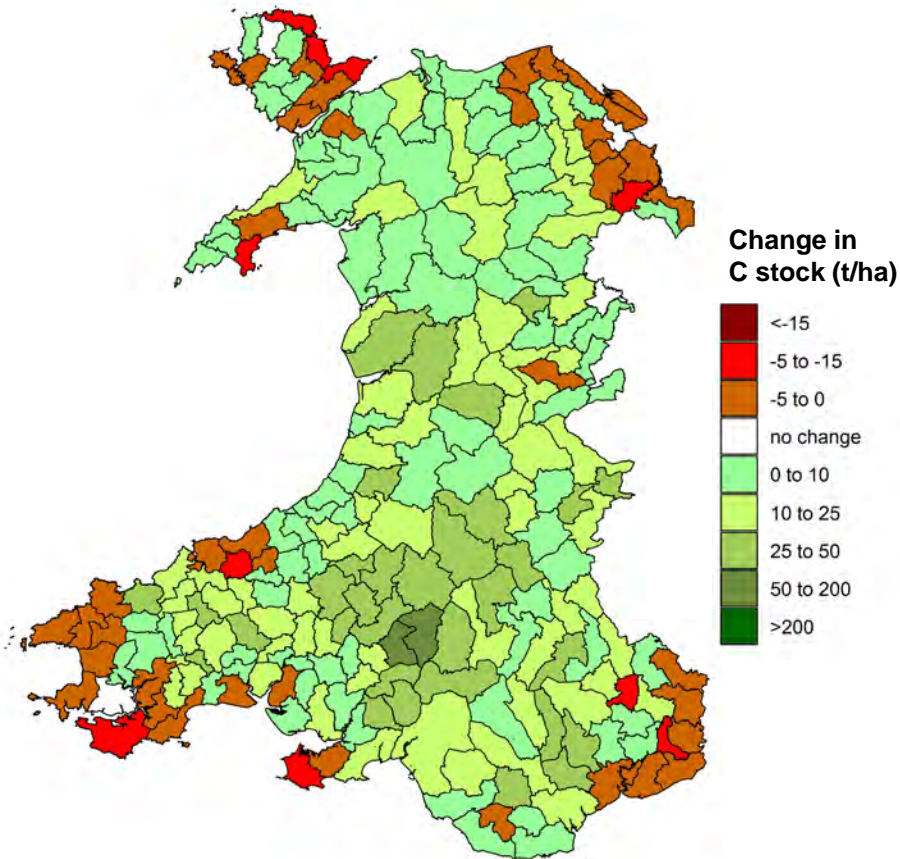 Change in
C stock (t/ha)
<-15
-5 to -15
-5 to 0
no change
0 to 10
10 to 25
25 to 50
50 to 200
>200